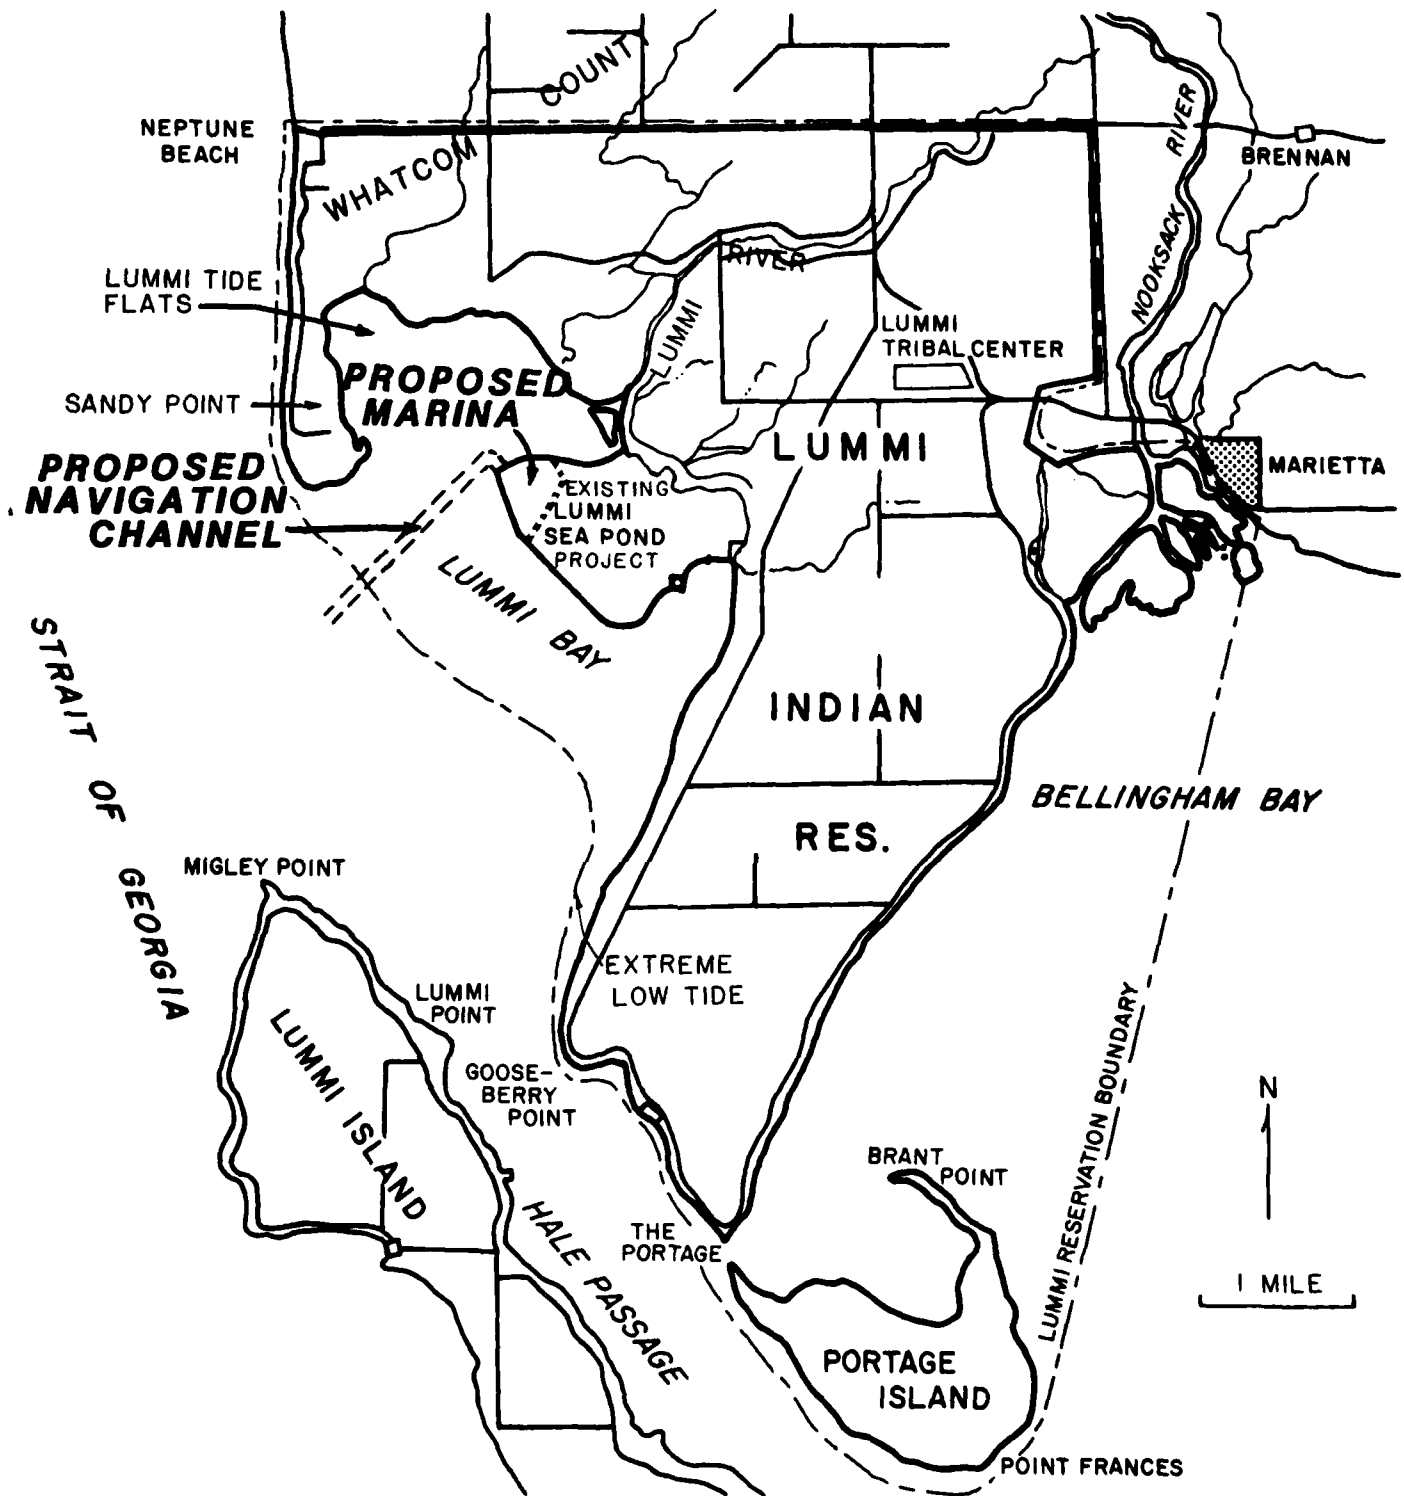 COUNTY
NEPTUNE
BEACH
WHATCOM
RIVER
BRENNAN
NOOKSACK
LUMMI TIDE
FLATS
RIVER
LUMMI
LUMMI
TRIBAL CENTER
PROPOSED
MARINA
SANDY POINT
LUMMI
MARIETTA
PROPOSED
NAVIGATION
CHANNEL
EXISTING
LUMMI
SEA POND
PROJECT
LUMMI BAY
STRAIT OF GEORGIA
INDIAN
BELLINGHAM BAY
RES.
MIGLEY POINT
EXTREME
LOW TIDE
LUMMI
POINT
LUMMI ISLAND
GOOSE-
BERRY
POINT
LUMMI RESERVATION BOUNDARY
N
BRANT
POINT
HALE PASSAGE
THE
PORTAGE
1 MILE
PORTAGE
ISLAND
POINT FRANCES